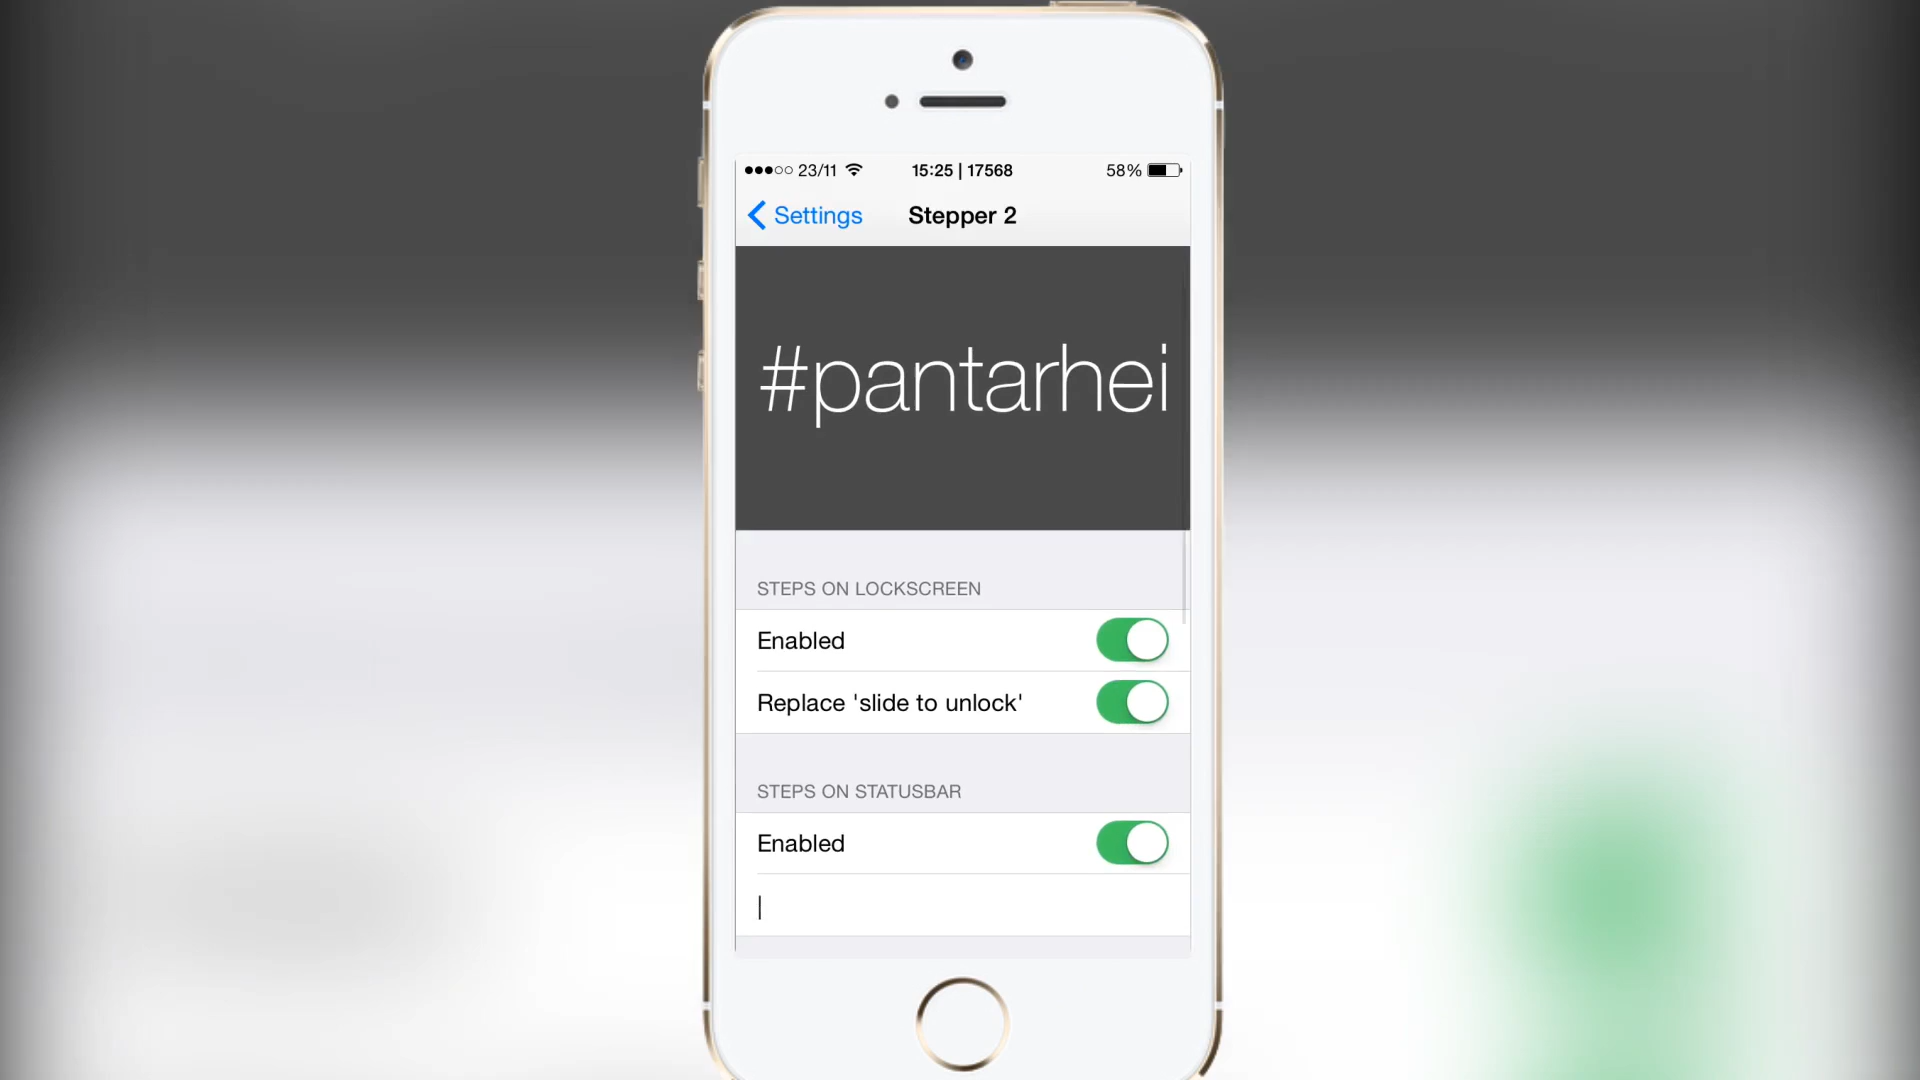 23/11 15:25 | 17568 58%
Settings Stepper 2
#pantarhei
STEPS ON LOCKSCREEN
Enabled
Replace 'slide to unlock'
STEPS ON STATUSBAR
Enabled
|